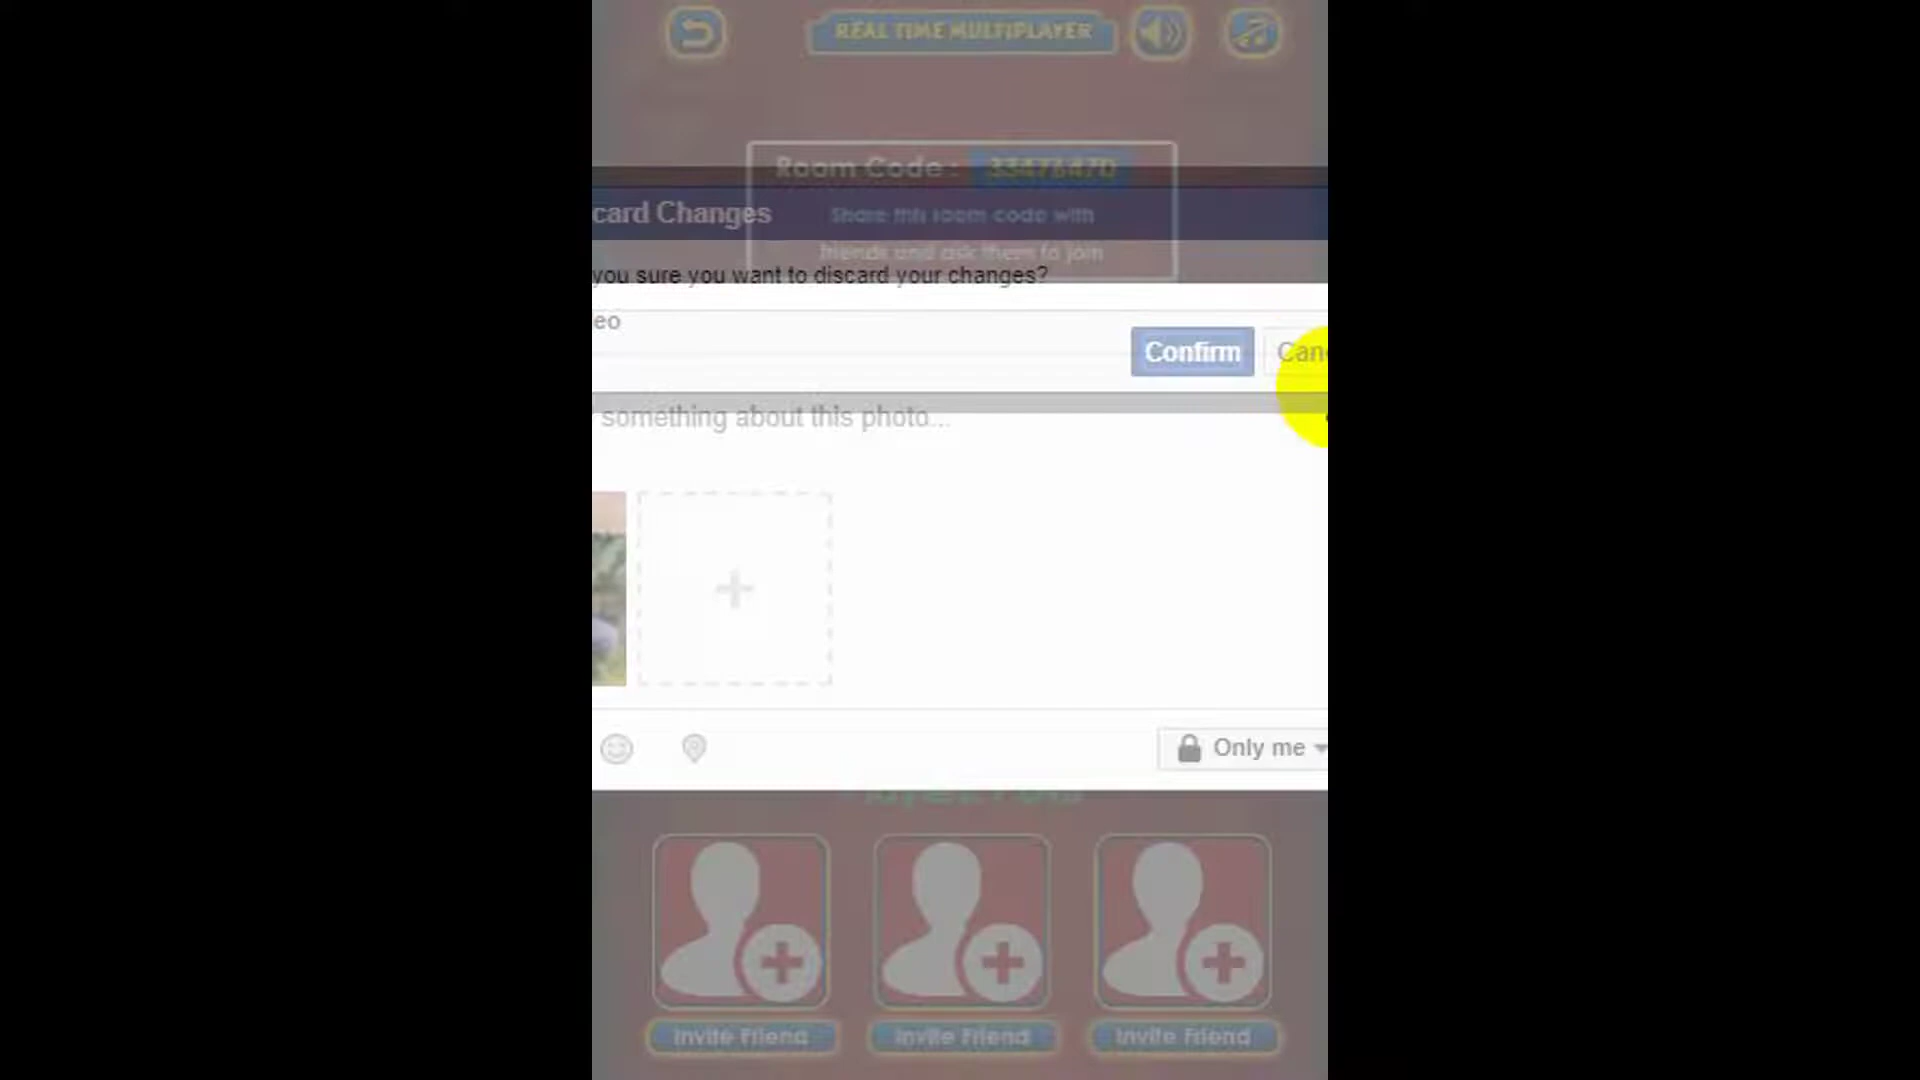 REAL TIME MULTIPLAYER
Room Code : 33476470
card Changes
Share this room code with
friends and ask them to join
you sure you want to discard your changes?
eo
Confirm
Can
something about this photo...
Only me
Invite Friend
Invite Friend
Invite Friend